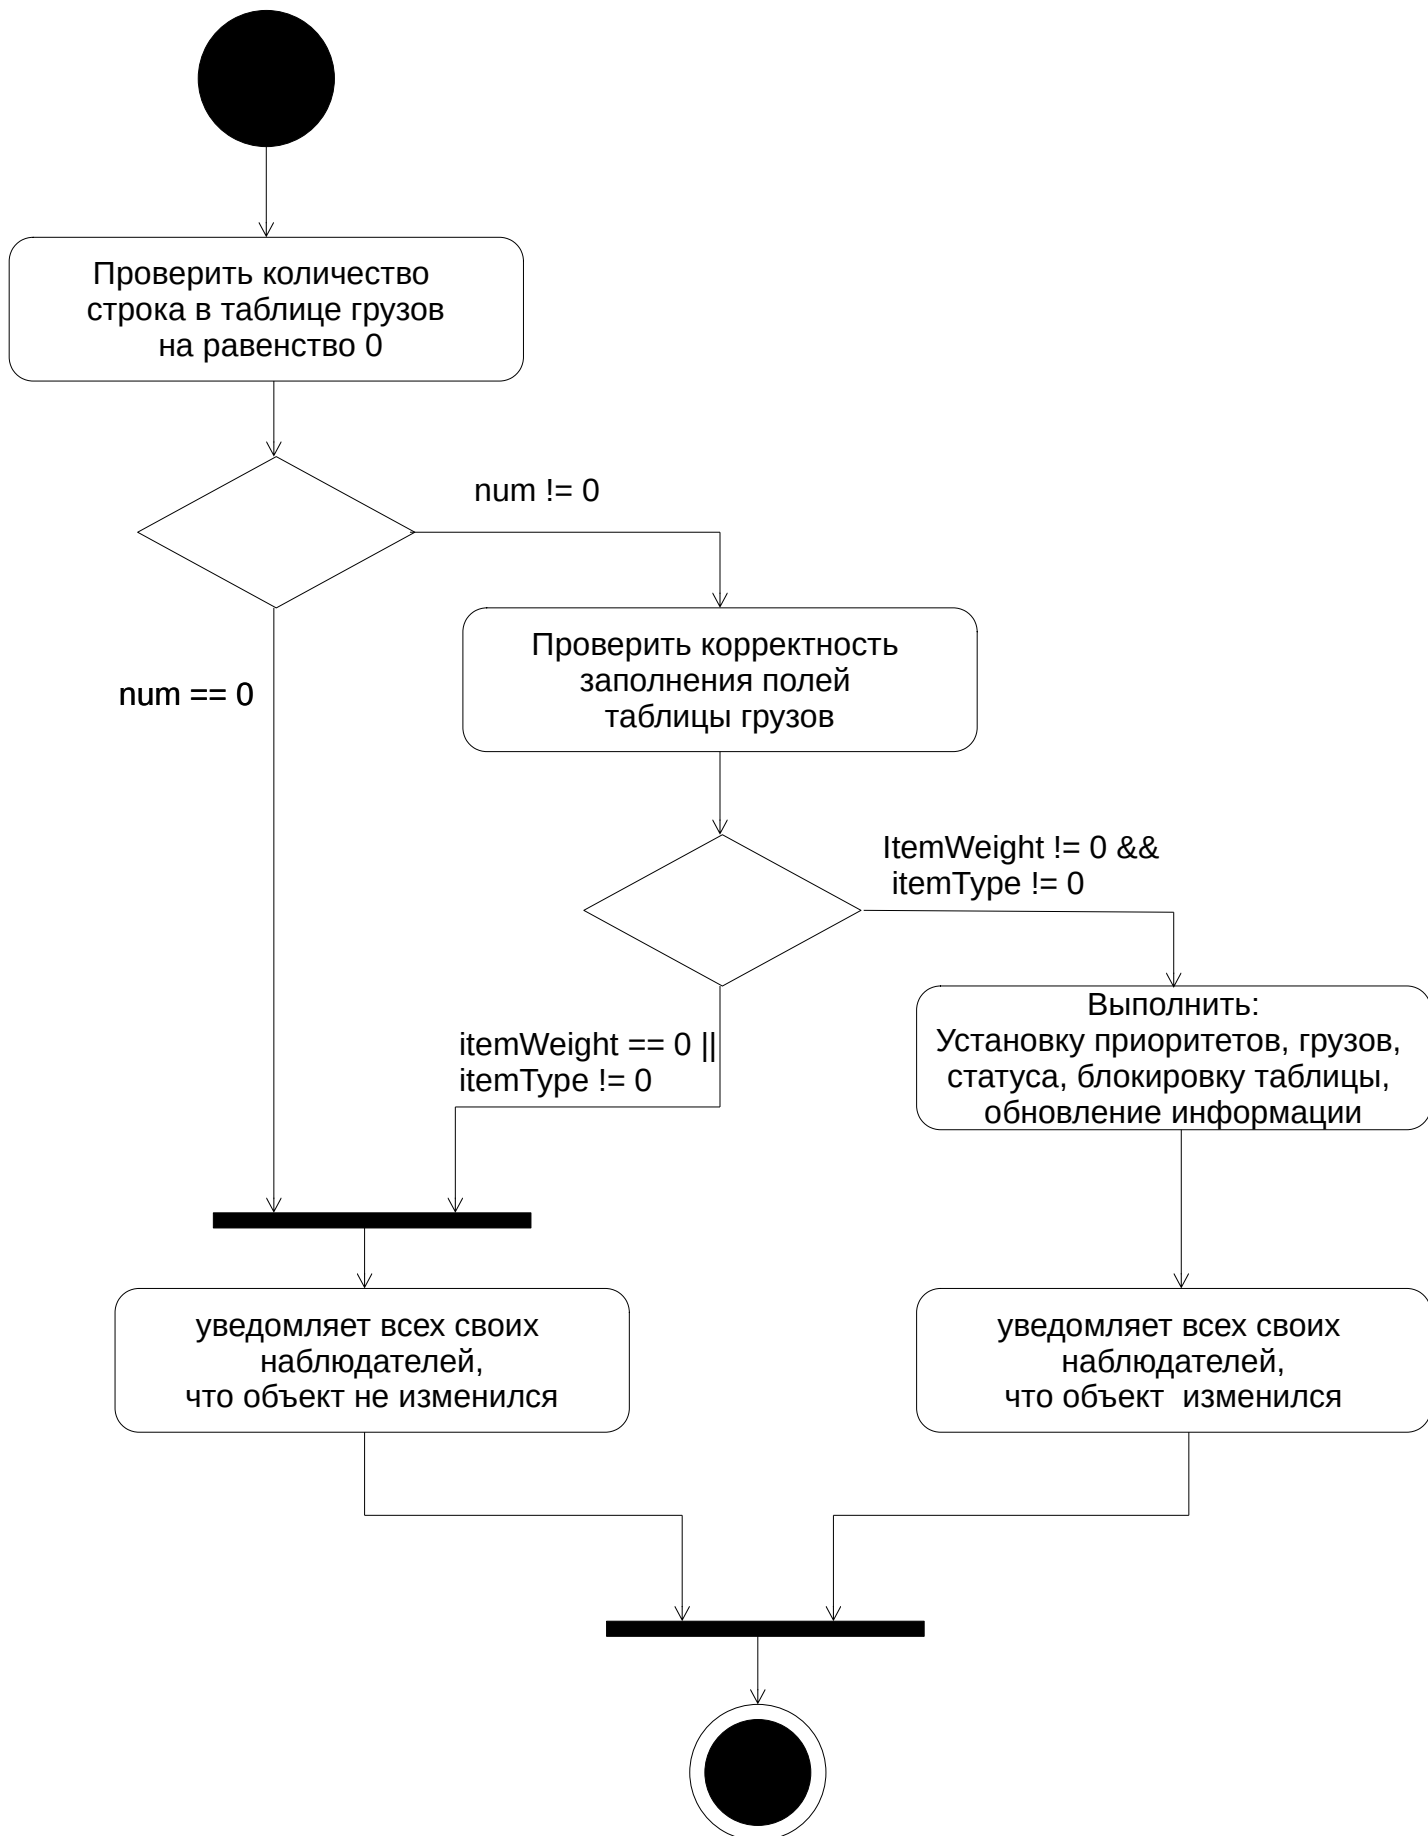 Проверить количество
строка в таблице грузов
на равенство 0
num != 0
Проверить корректность
заполнения полей
таблицы грузов
num == 0
ItemWeight != 0 &&
itemType != 0
Выполнить:
Установку приоритетов, грузов,
статуса, блокировку таблицы,
обновление информации
itemWeight == 0 ||
itemType != 0
уведомляет всех своих
наблюдателей,
что объект не изменился
уведомляет всех своих
наблюдателей,
что объект  изменился